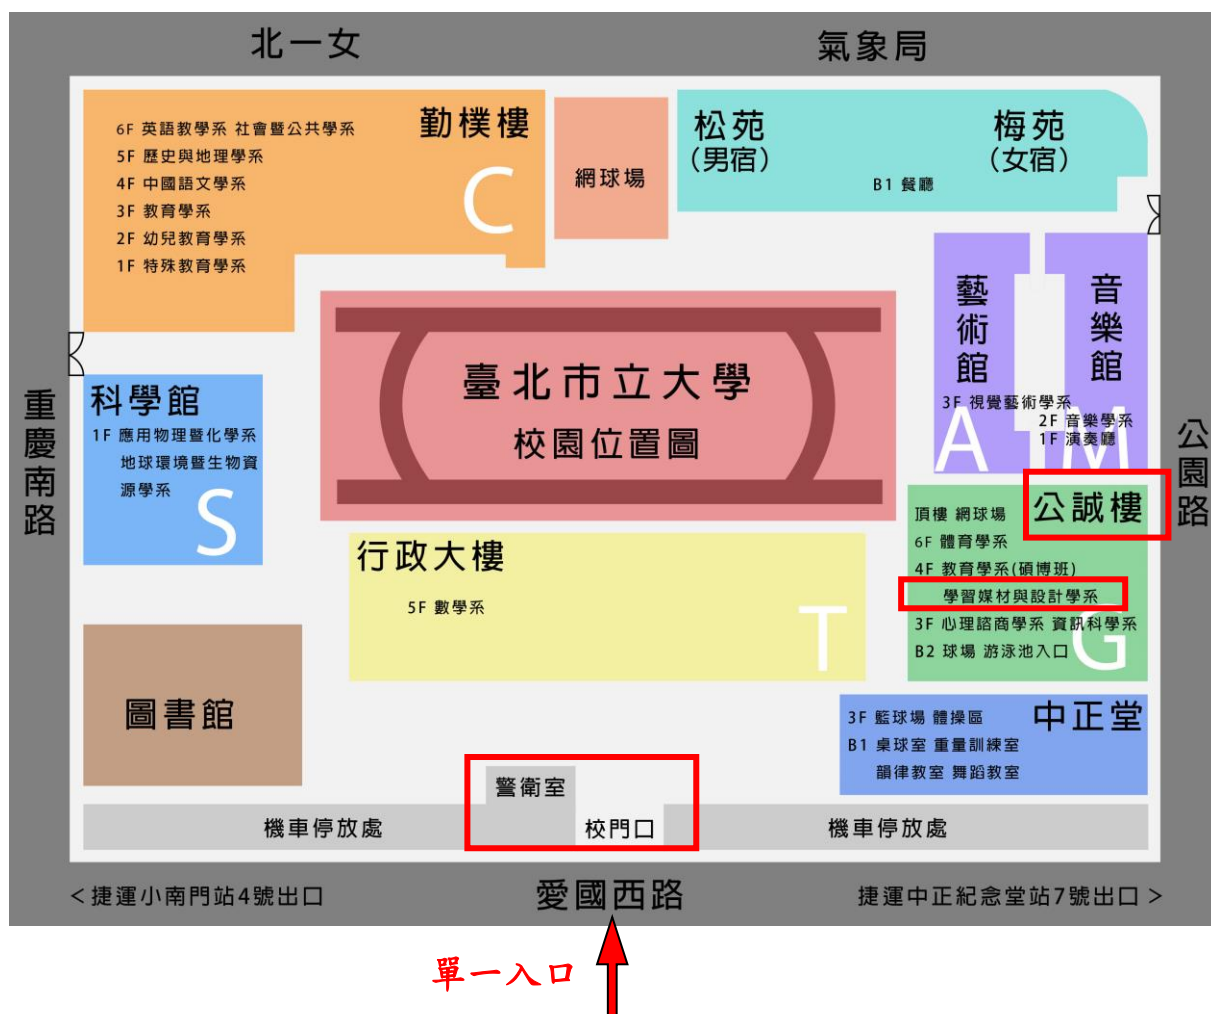 北一女
氣象局
勤樸樓
6F 英語教學系 社會暨公共學系
5F 歷史與地理學系
4F 中國語文學系
3F 教育學系
2F 幼兒教育學系
1F 特殊教育學系
C
網球場
松苑
(男宿)
梅苑
(女宿)
B1 餐廳
藝術館
3F 視覺藝術學系
A
音樂館
2F 音樂學系
1F 演奏廳
M
臺北市立大學
校園位置圖
重慶南路
公園路
科學館
1F 應用物理暨化學系
地球環境暨生物資
源學系
S
行政大樓
5F 數學系
T
公誠樓
頂樓 網球場
6F 體育學系
4F 教育學系(碩博班)
學習媒材與設計學系
3F 心理諮商學系 資訊科學系
B2 球場 游泳池入口
G
圖書館
中正堂
3F 籃球場 體操區
B1 桌球室 重量訓練室
韻律教室 舞蹈教室
警衛室
機車停放處
校門口
機車停放處
<捷運小南門站4號出口
愛國西路
捷運中正紀念堂站7號出口>
單一入口